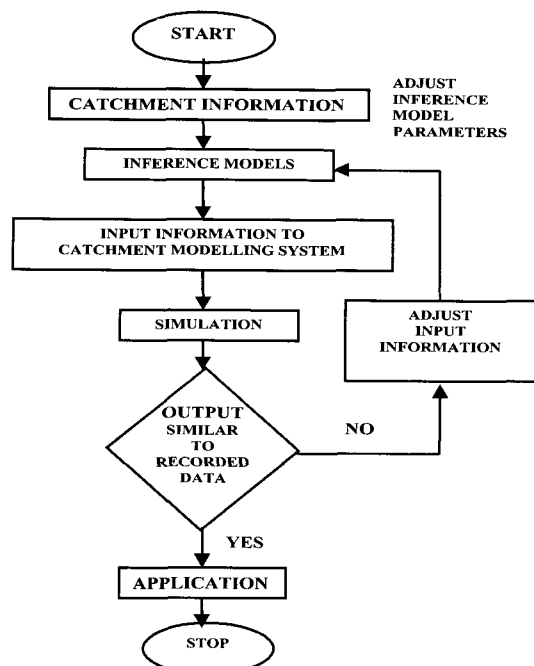 START
CATCHMENT INFORMATION
ADJUST
INFERENCE
MODEL
PARAMETERS
INFERENCE MODELS
INPUT INFORMATION TO
CATCHMENT MODELLING SYSTEM
SIMULATION
ADJUST
INPUT
INFORMATION
OUTPUT
SIMILAR
TO
RECORDED
DATA
NO
YES
APPLICATION
STOP